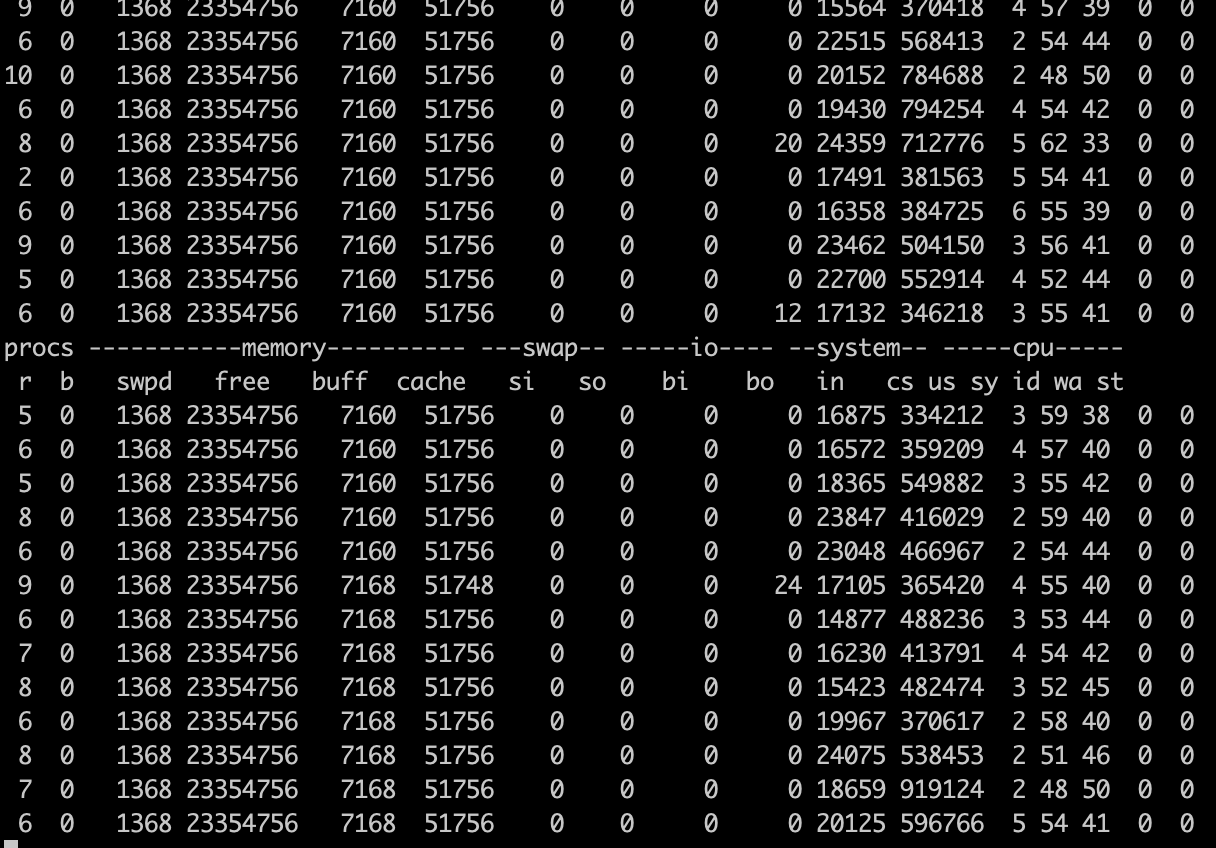 9 0 1368 23354756 7160 51756 0 0 0 0 15564 370418 4 57 39 0 0
6 0 1368 23354756 7160 51756 0 0 0 0 22515 568413 2 54 44 0 0
10 0 1368 23354756 7160 51756 0 0 0 0 20152 784688 2 48 50 0 0
6 0 1368 23354756 7160 51756 0 0 0 0 19430 794254 4 54 42 0 0
8 0 1368 23354756 7160 51756 0 0 0 20 24359 712776 5 62 33 0 0
2 0 1368 23354756 7160 51756 0 0 0 0 17491 381563 5 54 41 0 0
6 0 1368 23354756 7160 51756 0 0 0 0 16358 384725 6 55 39 0 0
9 0 1368 23354756 7160 51756 0 0 0 0 23462 504150 3 56 41 0 0
5 0 1368 23354756 7160 51756 0 0 0 0 22700 552914 4 52 44 0 0
6 0 1368 23354756 7160 51756 0 0 0 12 17132 346218 3 55 41 0 0
procs -----------memory---------- ---swap-- -----io---- --system-- -----cpu-----
r b swpd free buff cache si so bi bo in cs us sy id wa st
5 0 1368 23354756 7160 51756 0 0 0 0 16875 334212 3 59 38 0 0
6 0 1368 23354756 7160 51756 0 0 0 0 16572 359209 4 57 40 0 0
5 0 1368 23354756 7160 51756 0 0 0 0 18365 549882 3 55 42 0 0
8 0 1368 23354756 7160 51756 0 0 0 0 23847 416029 2 59 40 0 0
6 0 1368 23354756 7160 51756 0 0 0 0 23048 466967 2 54 44 0 0
9 0 1368 23354756 7168 51748 0 0 0 24 17105 365420 4 55 40 0 0
6 0 1368 23354756 7168 51756 0 0 0 0 14877 488236 3 53 44 0 0
7 0 1368 23354756 7168 51756 0 0 0 0 16230 413791 4 54 42 0 0
8 0 1368 23354756 7168 51756 0 0 0 0 15423 482474 3 52 45 0 0
6 0 1368 23354756 7168 51756 0 0 0 0 19967 370617 2 58 40 0 0
8 0 1368 23354756 7168 51756 0 0 0 0 24075 538453 2 51 46 0 0
7 0 1368 23354756 7168 51756 0 0 0 0 18659 919124 2 48 50 0 0
6 0 1368 23354756 7168 51756 0 0 0 0 20125 596766 5 54 41 0 0